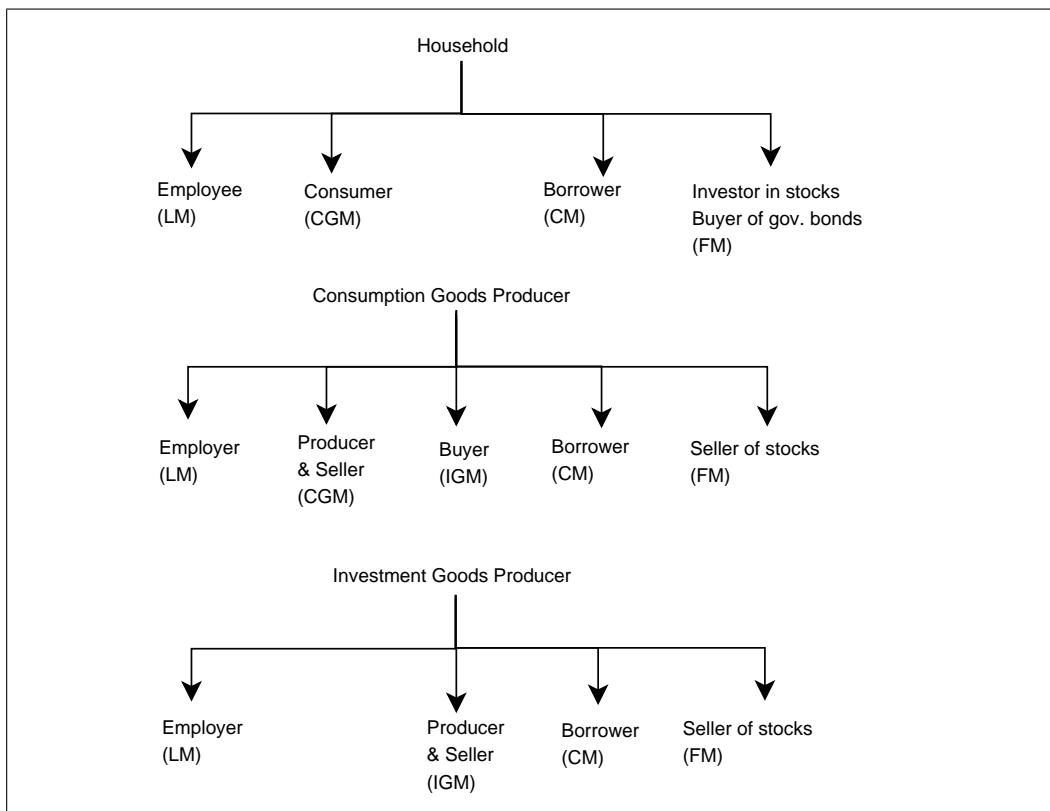 Household
Employee
(LM)
Consumer
(CGM)
Borrower
(CM)
Investor in stocks
Buyer of gov. bonds
(FM)
Consumption Goods Producer
Employer
(LM)
Producer
& Seller
(CGM)
Buyer
(IGM)
Borrower
(CM)
Seller of stocks
(FM)
Investment Goods Producer
Employer
(LM)
Producer
& Seller
(IGM)
Borrower
(CM)
Seller of stocks
(FM)